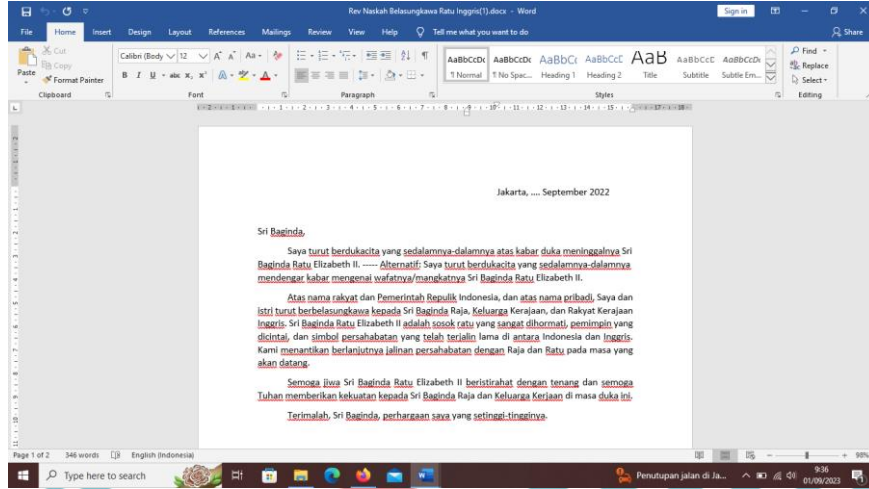 Rev Naskah Belasungkawa Ratu Inggris(1).docx - Word
Sign in
File Home Insert Design Layout References Mailings Review View Help Tell me what you want to do Share
Paste
Cut
Copy
Format Painter
Clipboard
Calibri (Body 12
Font
Paragraph
AaBbCcDc AaBbCcDc AaBbCc AaBbCcC AaB AaBbCcC AaBbCcDc
¶ Normal ¶ No Spac... Heading 1 Heading 2 Title Subtitle Subtle Em...
Styles
Find
Replace
Select
Editing
Jakarta, .... September 2022
Sri Baginda,
Saya turut berdukacita yang sedalamnya-dalamnya atas kabar duka meninggalnya Sri
Baginda Ratu Elizabeth II. ----- Alternatif: Saya turut berdukacita yang sedalamnya-dalamnya
mendengar kabar mengenai wafatnya/mangkatnya Sri Baginda Ratu Elizabeth II.
Atas nama rakyat dan Pemerintah Repulik Indonesia, dan atas nama pribadi, Saya dan
istri turut berbelasungkawa kepada Sri Baginda Raja, Keluarga Kerajaan, dan Rakyat Kerajaan
Inggris. Sri Baginda Ratu Elizabeth II adalah sosok ratu yang sangat dihormati, pemimpin yang
dicintai, dan simbol persahabatan yang telah terjalin lama di antara Indonesia dan Inggris.
Kami menantikan berlanjutnya jalinan persahabatan dengan Raja dan Ratu pada masa yang
akan datang.
Semoga jiwa Sri Baginda Ratu Elizabeth II beristirahat dengan tenang dan semoga
Tuhan memberikan kekuatan kepada Sri Baginda Raja dan Keluarga Kerjaan di masa duka ini.
Terimalah, Sri Baginda, perhargaan saya yang setinggi-tingginya.
Page 1 of 2 346 words English (Indonesia) 98%
Type here to search
Penutupan jalan di Ja...
9:36
01/09/2023